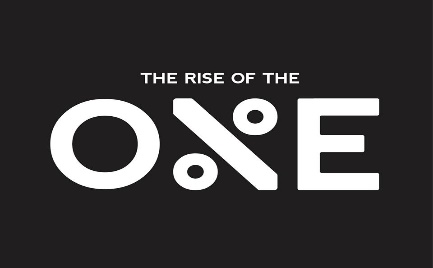 THE RISE OF THE
O%E